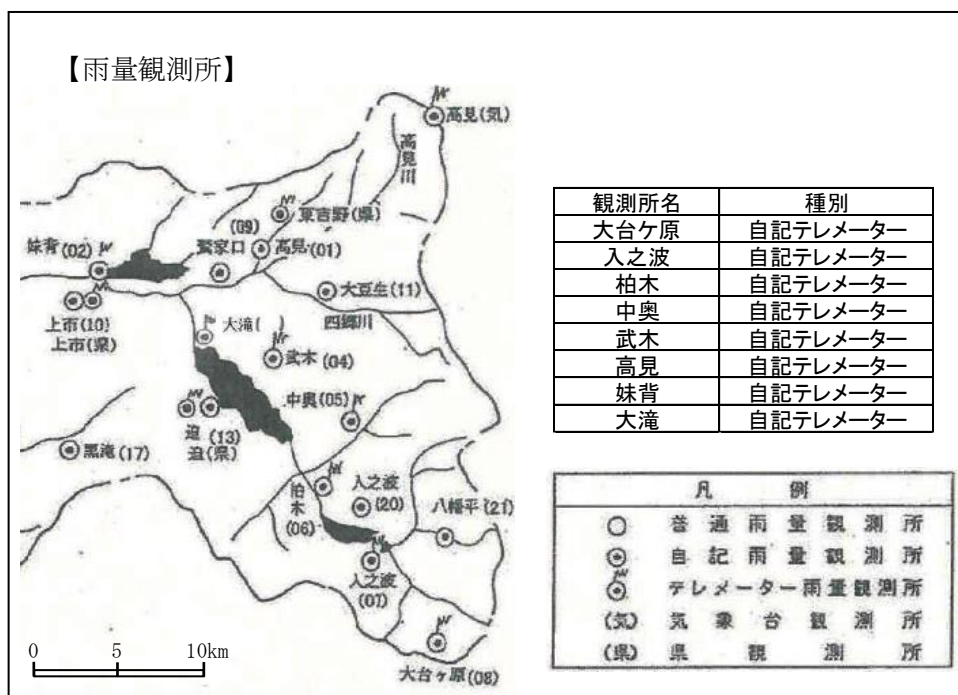 【雨量観測所】
高見(気)
高見川
東吉野(県)
(09)
鷲家口
高見(01)
妹背(02)
大豆生(11)
四郷川
上市(10)
上市(県)
大滝( )
武木(04)
中奥(05)
迫(13)
迫(県)
黒滝(17)
柏木(06)
入之波(20)
八幡平(21)
入之波(07)
大台ヶ原(08)
0 5 10km
観測所名 種別
大台ケ原 自記テレメーター
入之波 自記テレメーター
柏木 自記テレメーター
中奥 自記テレメーター
武木 自記テレメーター
高見 自記テレメーター
妹背 自記テレメーター
大滝 自記テレメーター
凡例
普通雨量観測所
自記雨量観測所
テレメーター雨量観測所
(気) 気象台観測所
(県) 県観測所